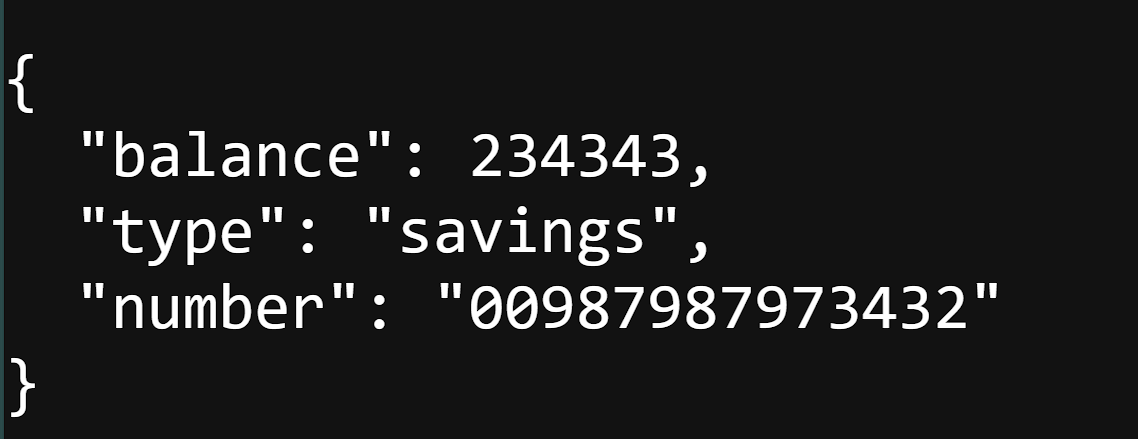 {
  "balance": 234343,
  "type": "savings",
  "number": "00987987973432"
}